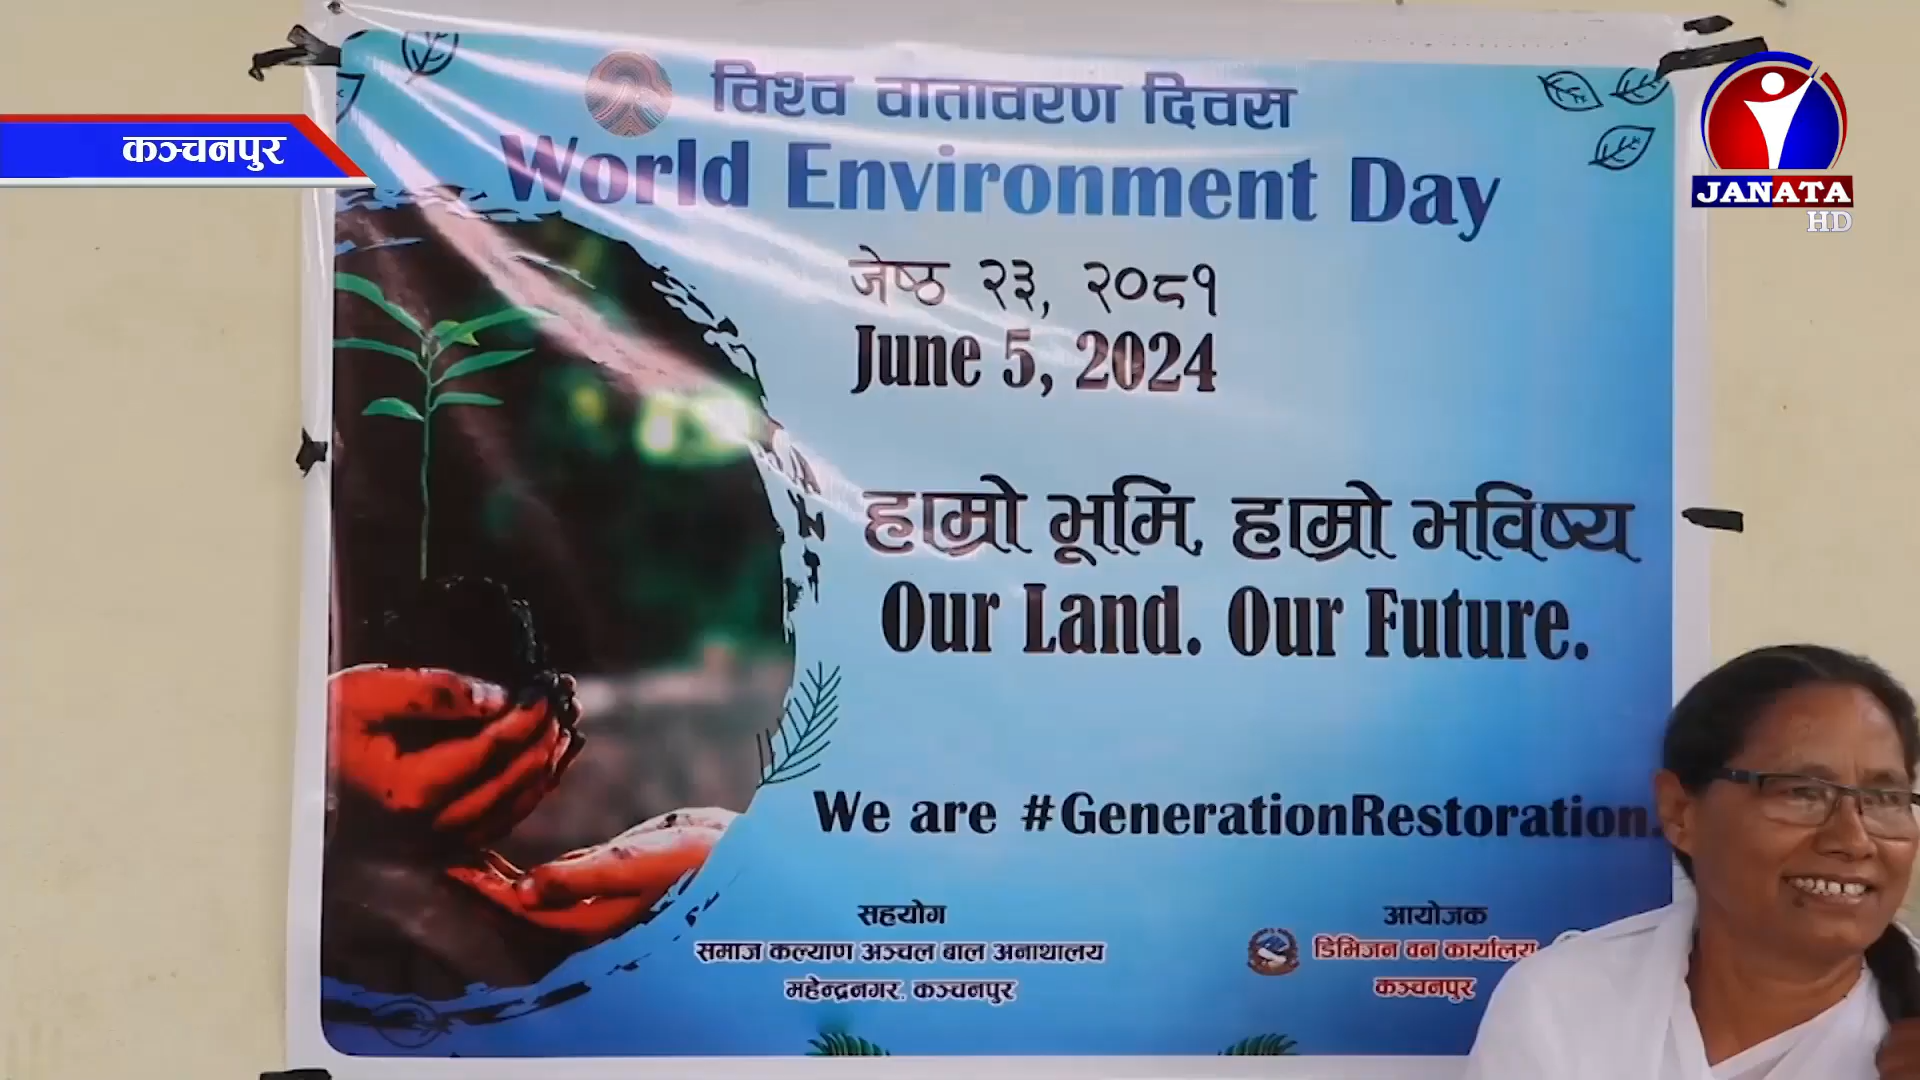 कञ्चनपुर
JANATA
HD
विश्व वातावरण दिवस
World Environment Day
जेष्ठ २३, २०८१
June 5, 2024
हाम्रो भूमि, हाम्रो भविष्य
Our Land. Our Future.
We are #GenerationRestoration.
सहयोग
समाज कल्याण अञ्चल बाल अनाथालय
महेन्द्रनगर, कञ्चनपुर
आयोजक
डिभिजन वन कार्यालय
कञ्चनपुर